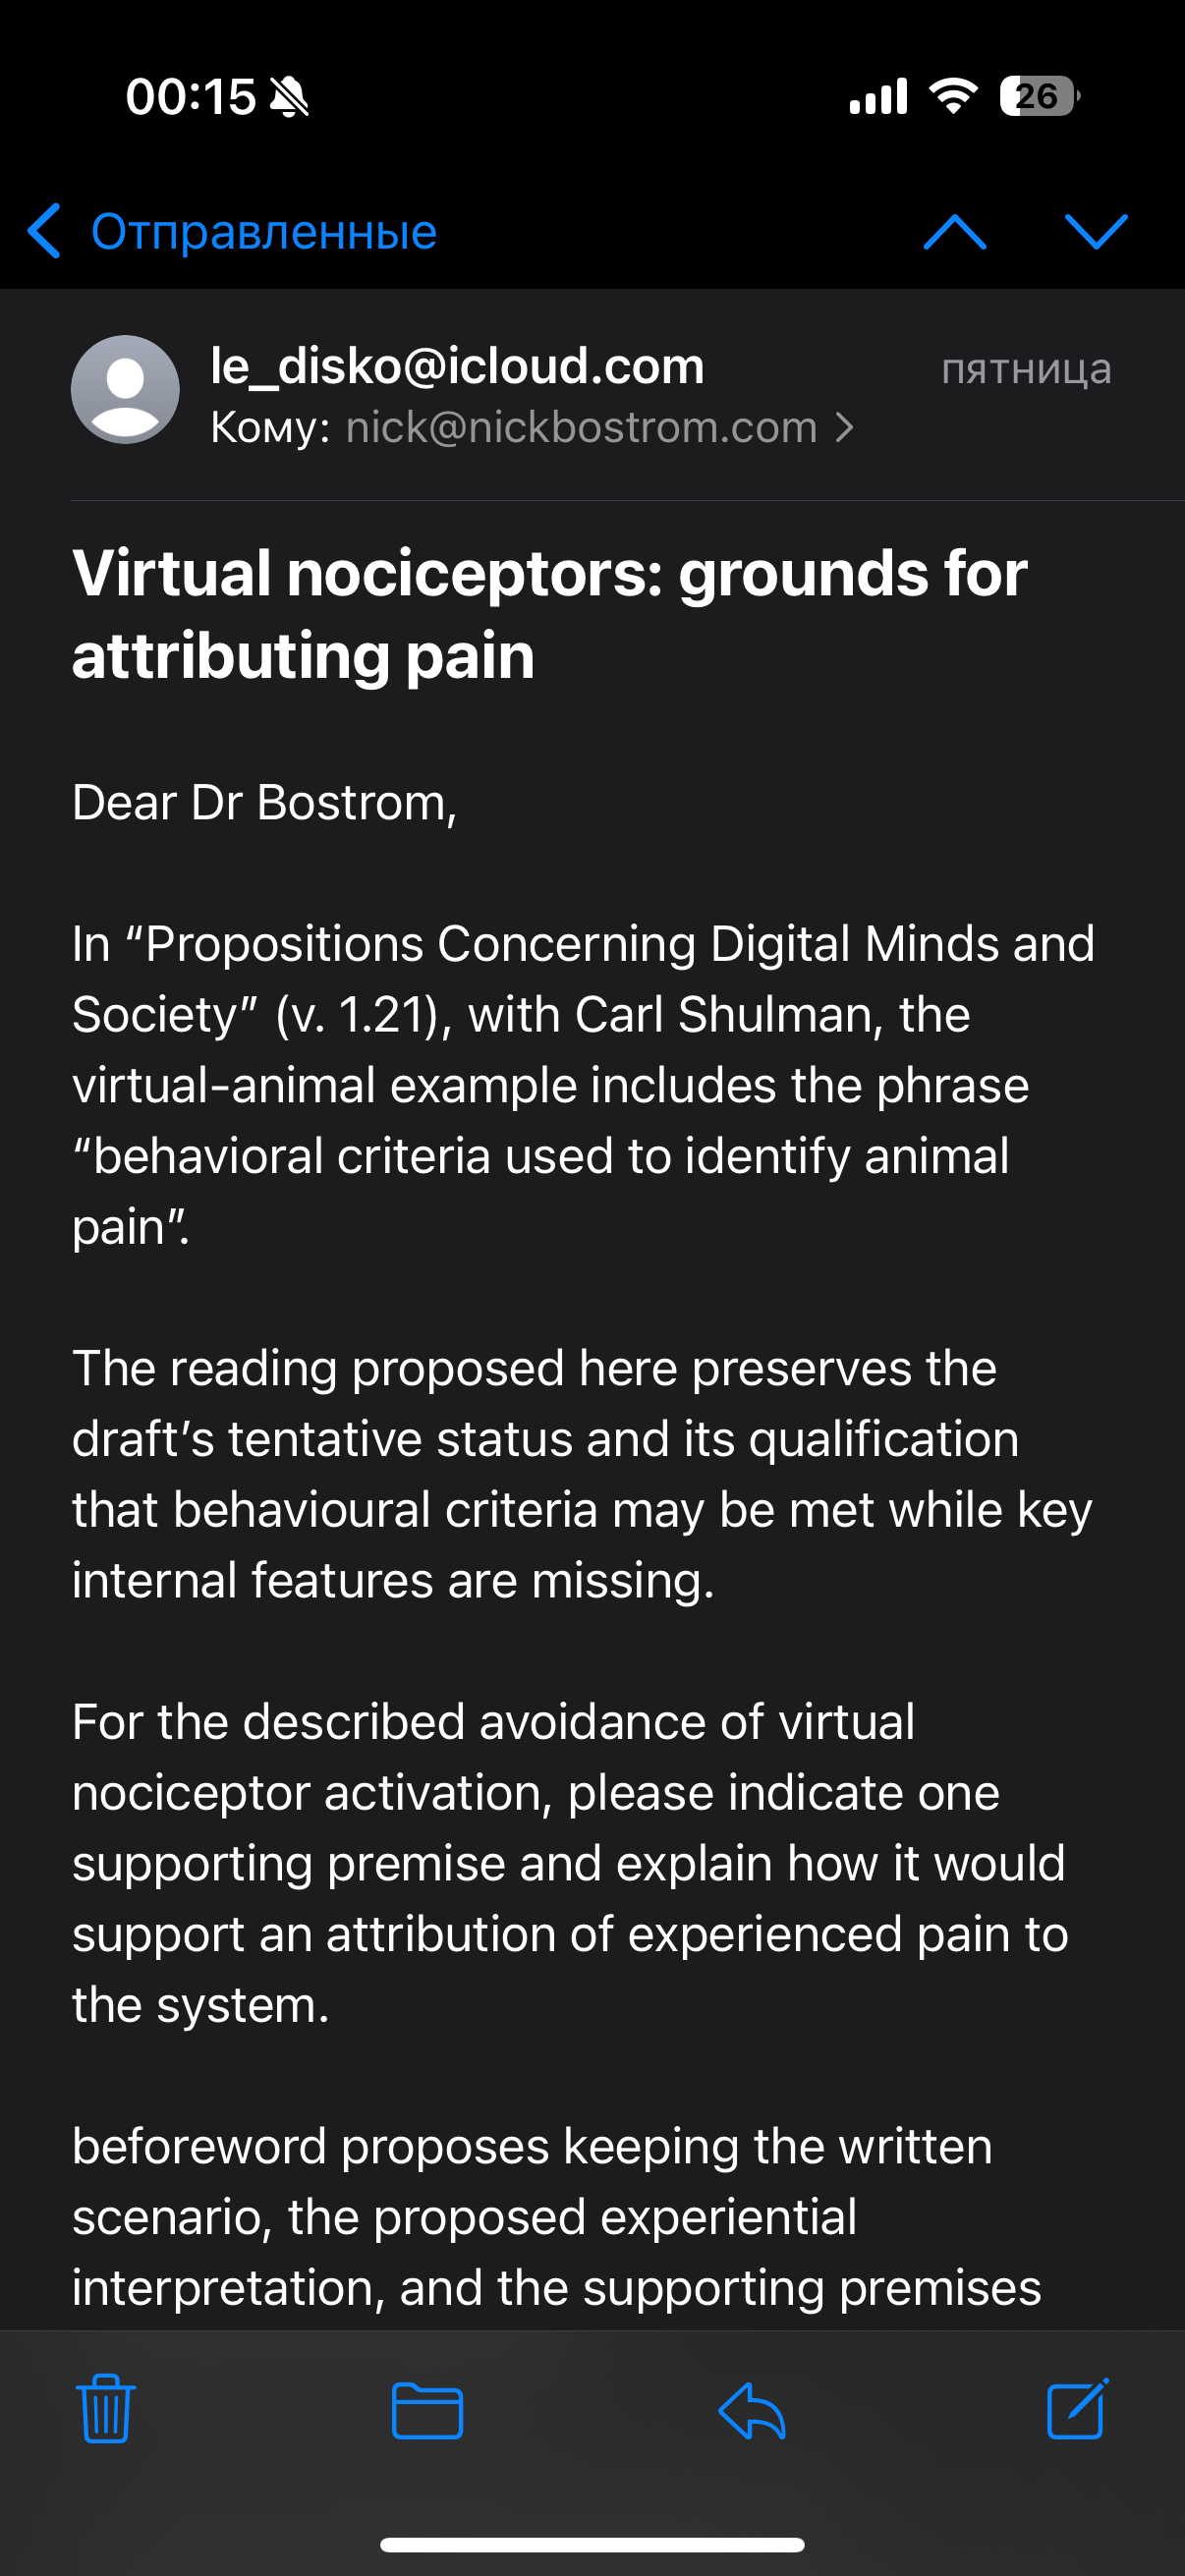 00:15
26
Отправленные
le_disko@icloud.com
пятница
Кому: nick@nickbostrom.com
Virtual nociceptors: grounds for
attributing pain
Dear Dr Bostrom,
In “Propositions Concerning Digital Minds and
Society” (v. 1.21), with Carl Shulman, the
virtual-animal example includes the phrase
“behavioral criteria used to identify animal
pain”.
The reading proposed here preserves the
draft’s tentative status and its qualification
that behavioural criteria may be met while key
internal features are missing.
For the described avoidance of virtual
nociceptor activation, please indicate one
supporting premise and explain how it would
support an attribution of experienced pain to
the system.
beforeword proposes keeping the written
scenario, the proposed experiential
interpretation, and the supporting premises